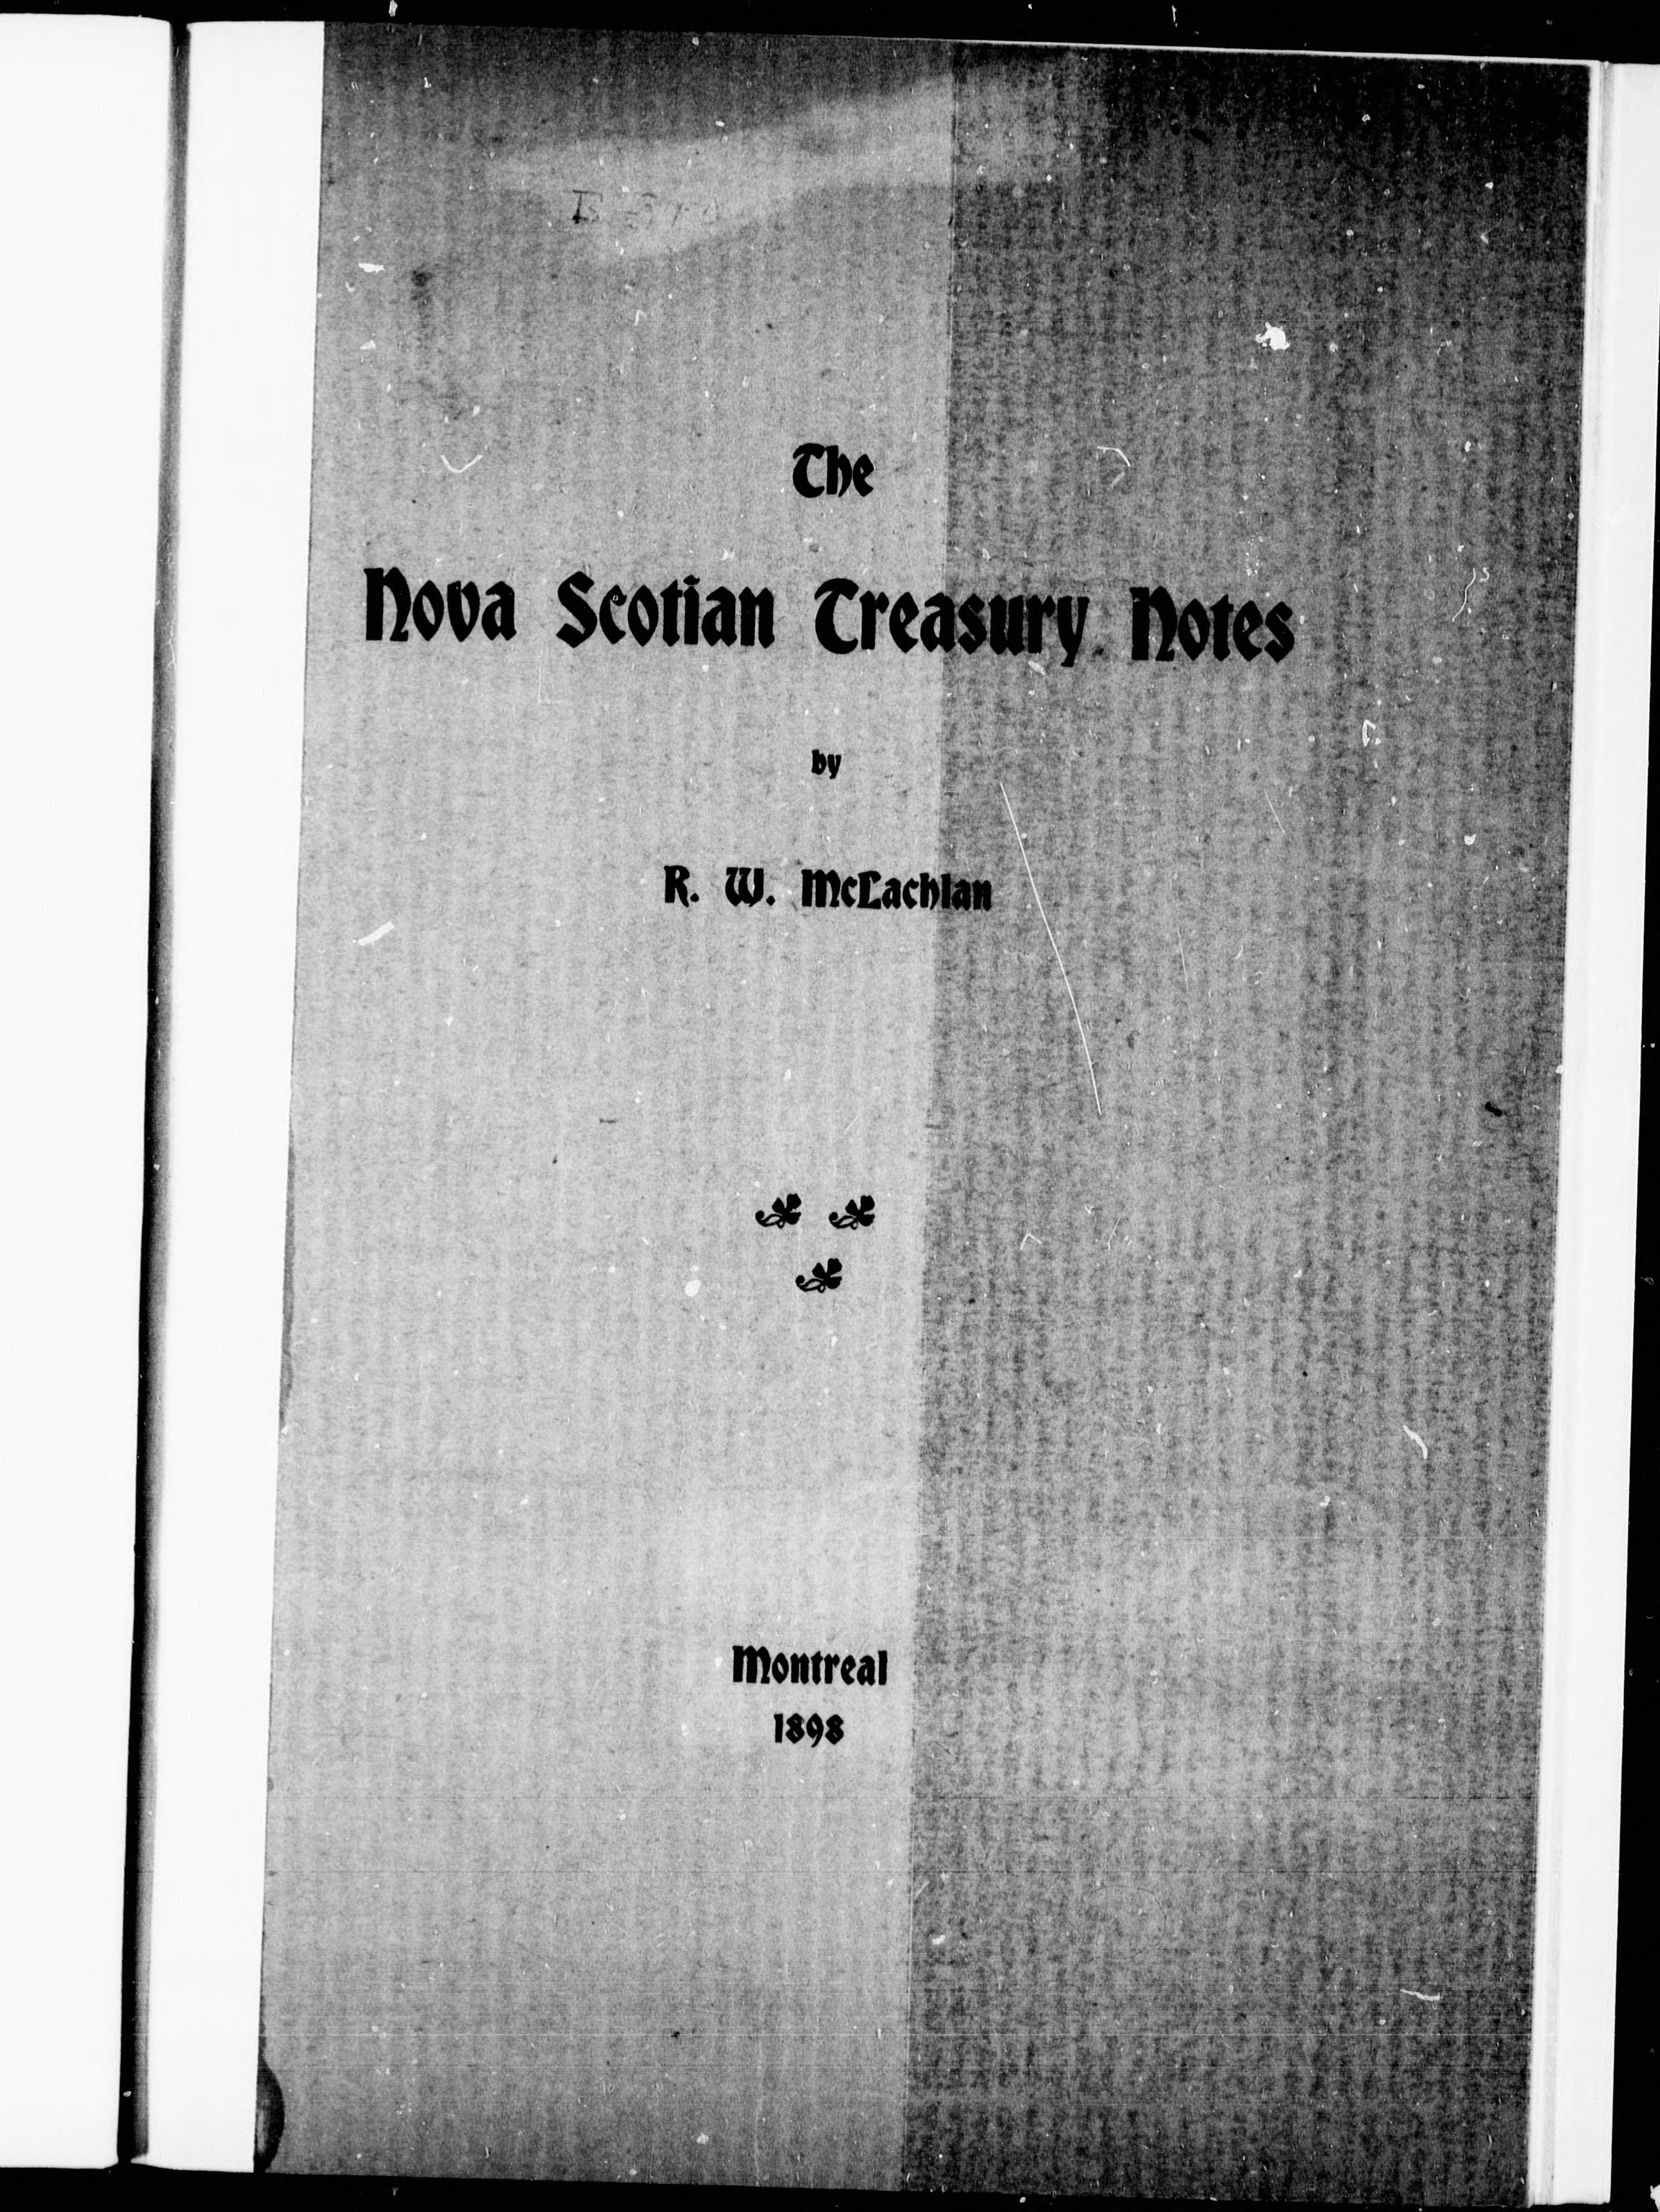 The
Nova Scotian Treasury Notes
by
R. W. McLachlan
Montreal
1898